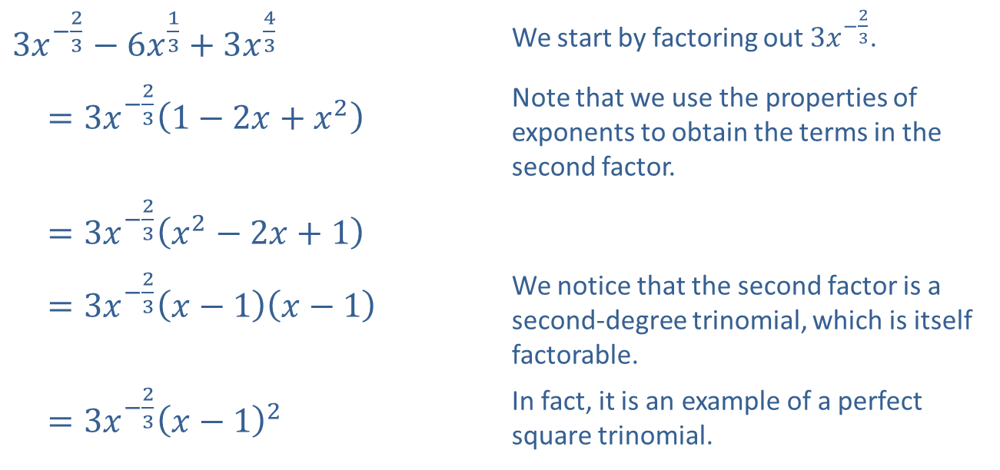 3x^{-\frac{2}{3}} − 6x^{\frac{1}{3}} + 3x^{\frac{4}{3}}
We start by factoring out 3x^{-\frac{2}{3}}.
= 3x^{-\frac{2}{3}}(1 − 2x + x^2)
Note that we use the properties of
exponents to obtain the terms in the
second factor.
= 3x^{-\frac{2}{3}}(x^2 − 2x + 1)
= 3x^{-\frac{2}{3}}(x − 1)(x − 1)
We notice that the second factor is a
second-degree trinomial, which is itself
factorable.
= 3x^{-\frac{2}{3}}(x − 1)^2
In fact, it is an example of a perfect
square trinomial.